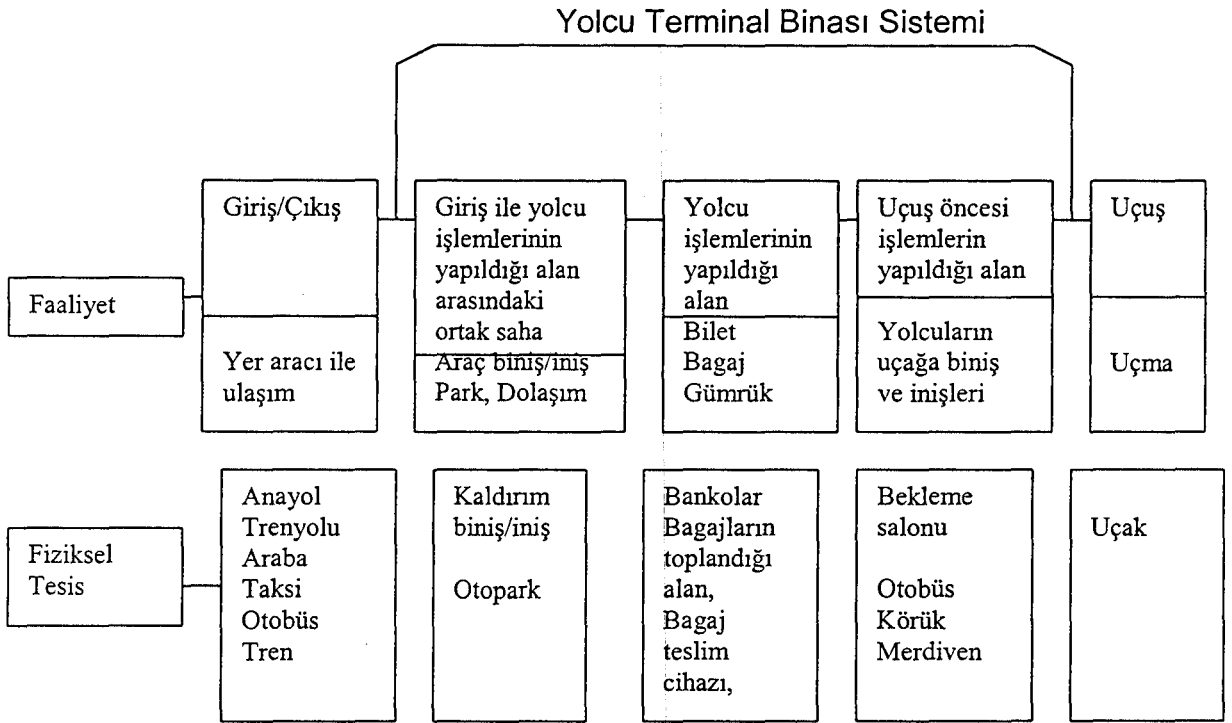 Yolcu Terminal Binası Sistemi
Faaliyet
Giriş/Çıkış
Yer aracı ile
ulaşım
Giriş ile yolcu
işlemlerinin
yapıldığı alan
arasındaki
ortak saha
Araç biniş/iniş
Park, Dolaşım
Yolcu
işlemlerinin
yapıldığı
alan
Bilet
Bagaj
Gümrük
Uçuş öncesi
işlemlerin
yapıldığı alan
Yolcuların
uçağa biniş
ve inişleri
Uçuş
Uçma
Fiziksel
Tesis
Anayol
Trenyolu
Araba
Taksi
Otobüs
Tren
Kaldırım
biniş/iniş
Otopark
Bankolar
Bagajların
toplandığı
alan,
Bagaj
teslim
cihazı,
Bekleme
salonu
Otobüs
Körük
Merdiven
Uçak